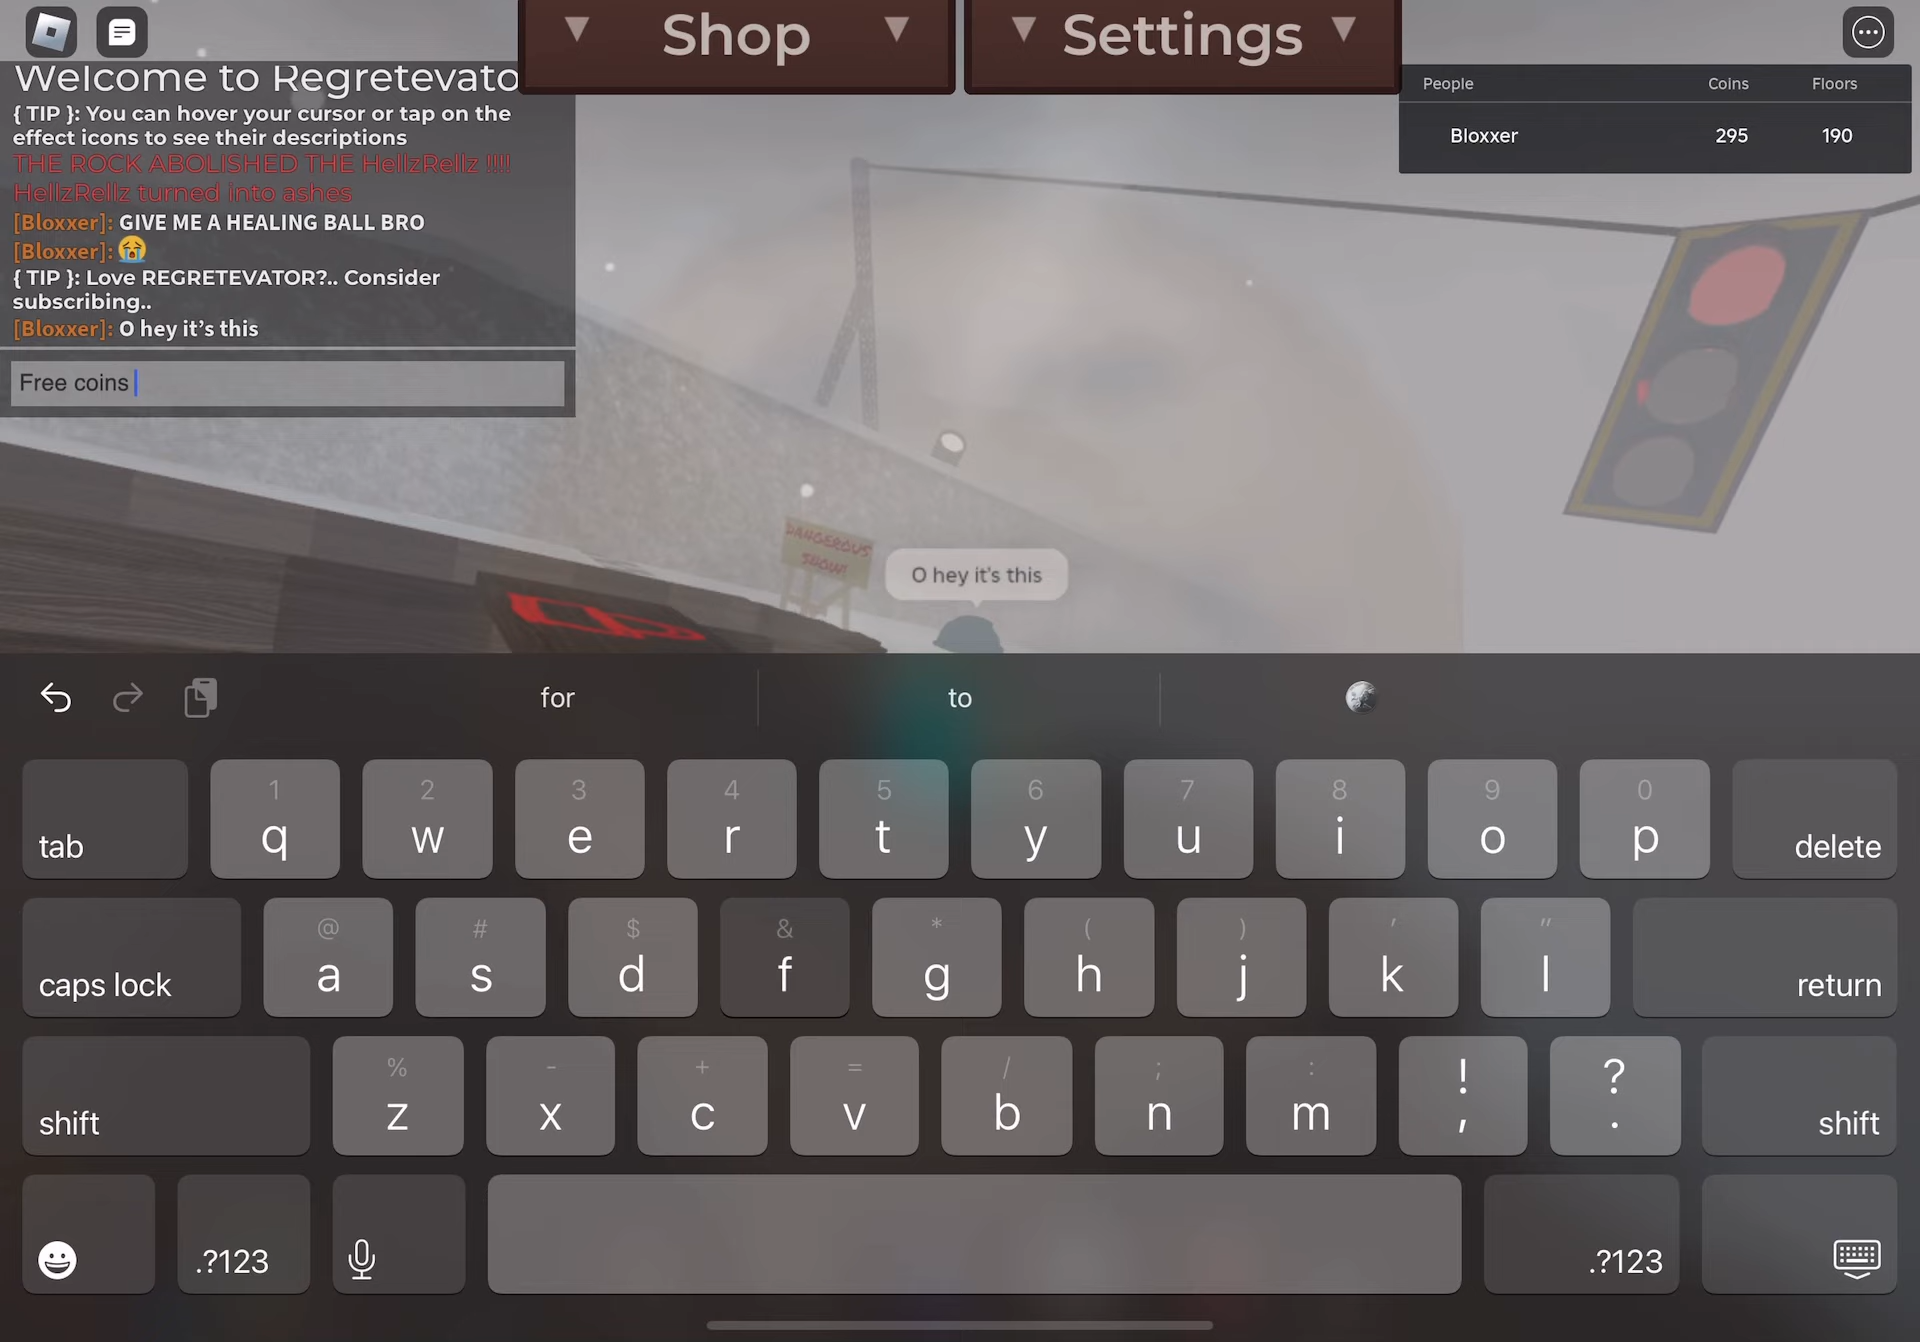 Shop
Settings
Welcome to Regretevato
{ TIP }: You can hover your cursor or tap on the
effect icons to see their descriptions
THE ROCK ABOLISHED THE HellzRellz !!!!
HellzRellz turned into ashes
[Bloxxer]: GIVE ME A HEALING BALL BRO
[Bloxxer]: 😭
{ TIP }: Love REGRETEVATOR?.. Consider
subscribing..
[Bloxxer]: O hey it’s this
Free coins
People Coins Floors
Bloxxer 295 190
DANGEROUS
SNOW!
O hey it's this
for to
1 2 3 4 5 6 7 8 9 0
tab q w e r t y u i o p delete
@ # $ & * ( ) ' "
caps lock a s d f g h j k l return
% - + = / ; : ! ?
shift z x c v b n m , . shift
.?123 .?123